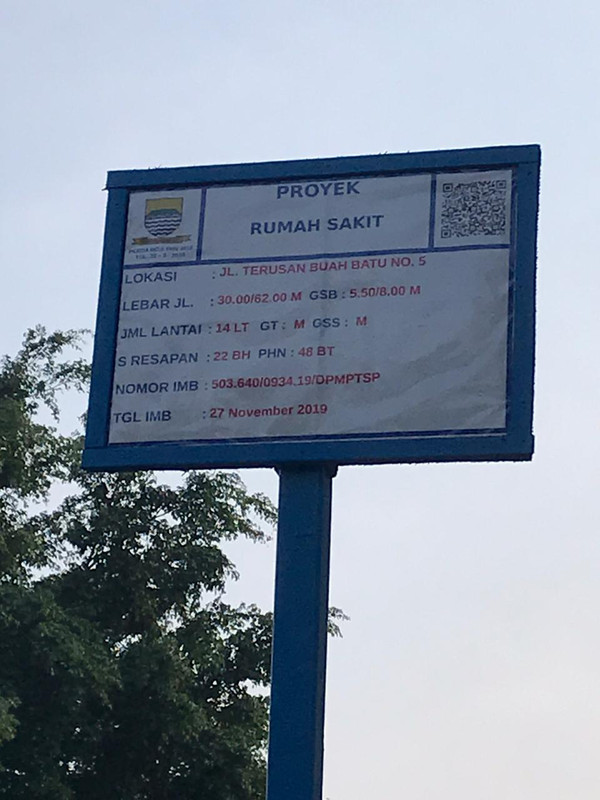 PROYEK
RUMAH SAKIT
LOKASI : JL. TERUSAN BUAH BATU NO. 5
LEBAR JL. : 30.00/62.00 M GSB : 5.50/8.00 M
JML LANTAI : 14 LT GT : M GSS : M
S RESAPAN : 22 BH PHN : 48 BT
NOMOR IMB : 503.640/0934.19/DPMPTSP
TGL IMB : 27 November 2019